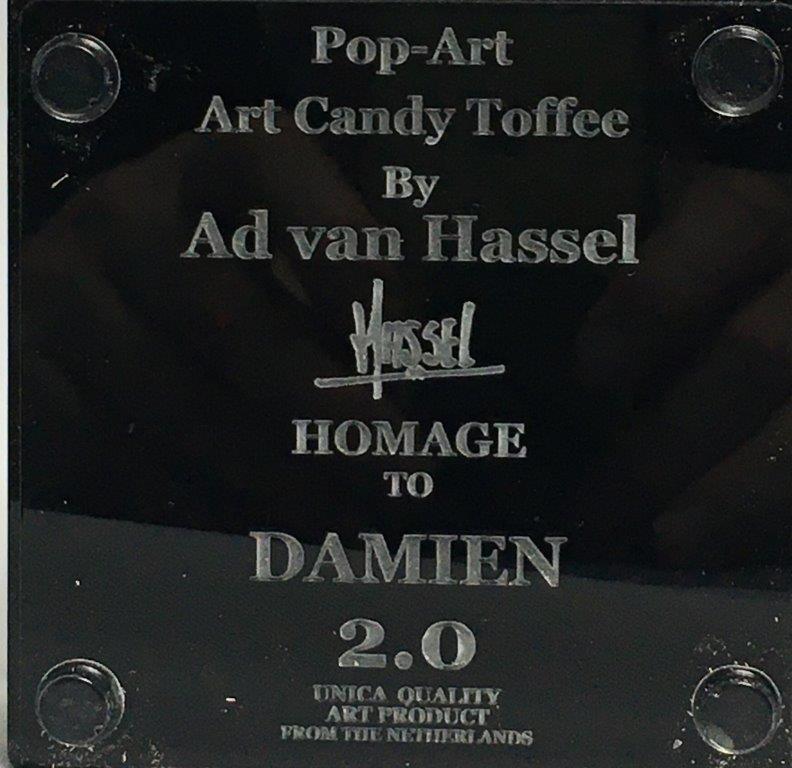 Pop-Art
Art Candy Toffee
By
Ad van Hassel
Hassel
HOMAGE
TO
DAMIEN
2.0
UNICA QUALITY
ART PRODUCT
FROM THE NETHERLANDS